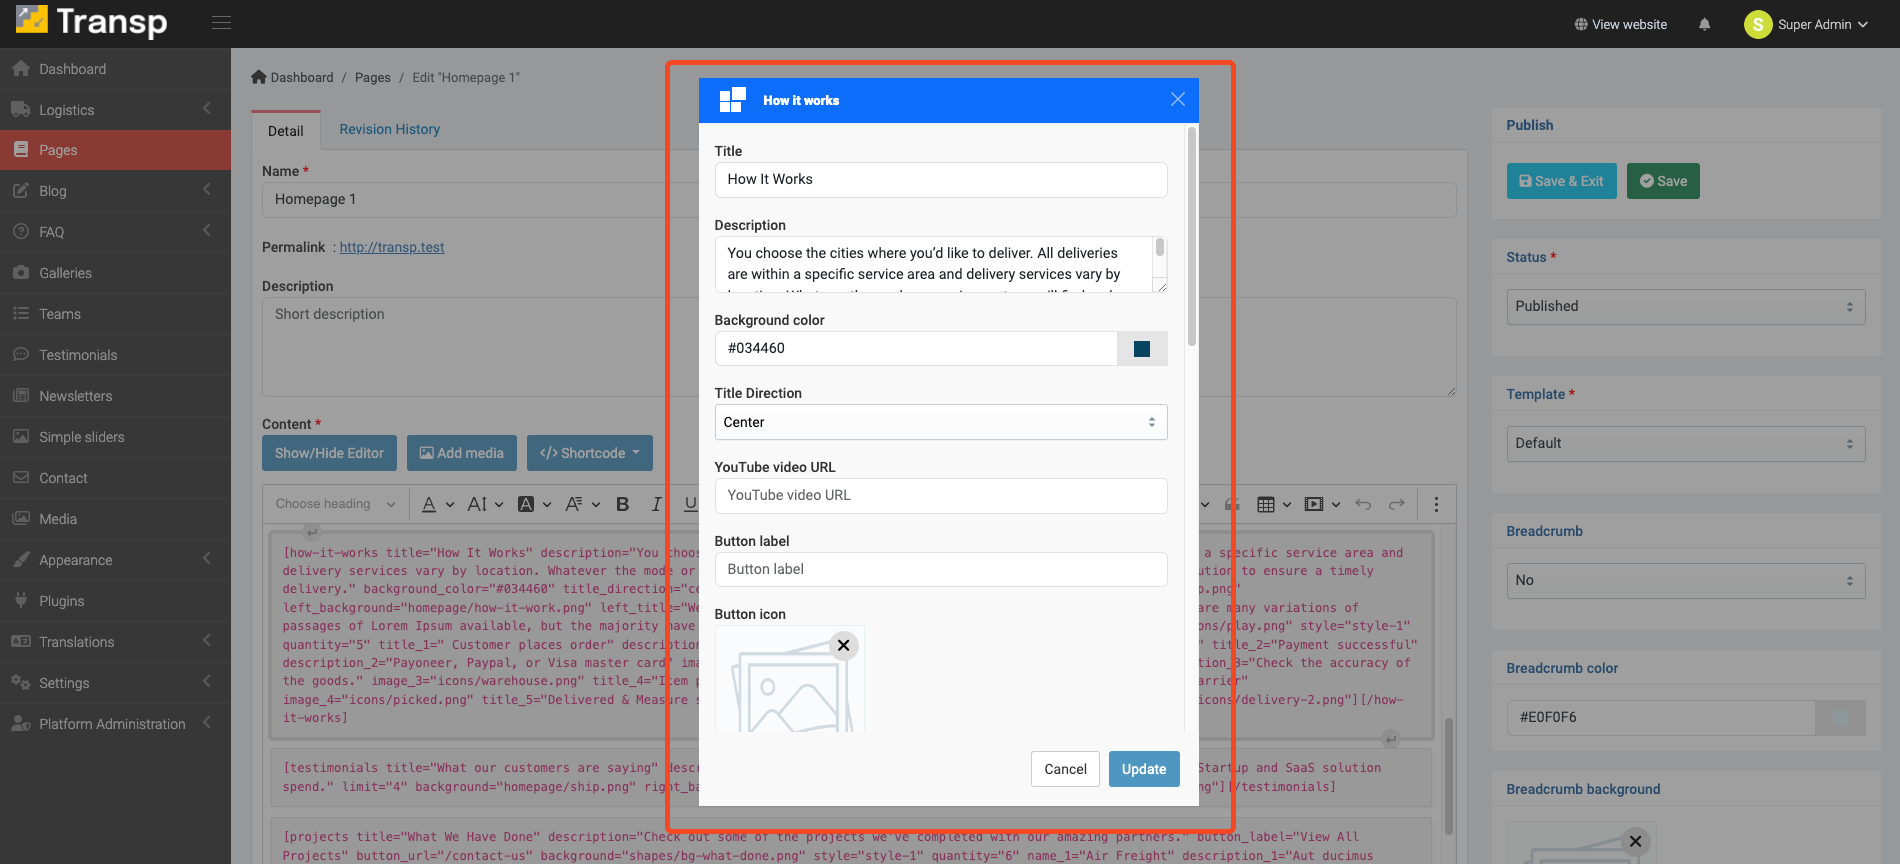 Transp
View website
S
Super Admin
Dashboard
Logistics
Pages
Blog
FAQ
Galleries
Teams
Testimonials
Newsletters
Simple sliders
Contact
Media
Appearance
Plugins
Translations
Settings
Platform Administration
Dashboard / Pages / Edit "Homepage 1"
Detail
Revision History
Name *
Homepage 1
Permalink : http://transp.test
Description
Short description
Content *
Show/Hide Editor
Add media
</> Shortcode
Choose heading
A A A A B I U
[how-it-works title="How It Works" description="You choos
a specific service area and
delivery services vary by location. Whatever the mode or
ution to ensure a timely
delivery." background_color="#034460" title_direction="ce
p.png"
left_background="homepage/how-it-work.png" left_title="We
are many variations of
passages of Lorem Ipsum available, but the majority have
ons/play.png" style="style-1"
quantity="5" title_1=" Customer places order" description
" title_2="Payment successful"
description_2="Payoneer, Paypal, or Visa master card" ima
tion_3="Check the accuracy of
the goods." image_3="icons/warehouse.png" title_4="Item p
arrier"
image_4="icons/picked.png" title_5="Delivered & Measure s
icons/delivery-2.png"][/how-
it-works]
[testimonials title="What our customers are saying" descr
Startup and SaaS solution
spend." limit="4" background="homepage/ship.png" right_ba
ng"][/testimonials]
[projects title="What We Have Done" description="Check out some of the projects we've completed with our amazing partners." button_label="View All
Projects" button_url="/contact-us" background="shapes/bg-what-done.png" style="style-1" quantity="6" name_1="Air Freight" description_1="Aut ducimus
How it works
Title
How It Works
Description
You choose the cities where you'd like to deliver. All deliveries
are within a specific service area and delivery services vary by
Background color
#034460
Title Direction
Center
YouTube video URL
YouTube video URL
Button label
Button label
Button icon
Cancel
Update
Publish
Save & Exit
Save
Status *
Published
Template *
Default
Breadcrumb
No
Breadcrumb color
#E0F0F6
Breadcrumb background